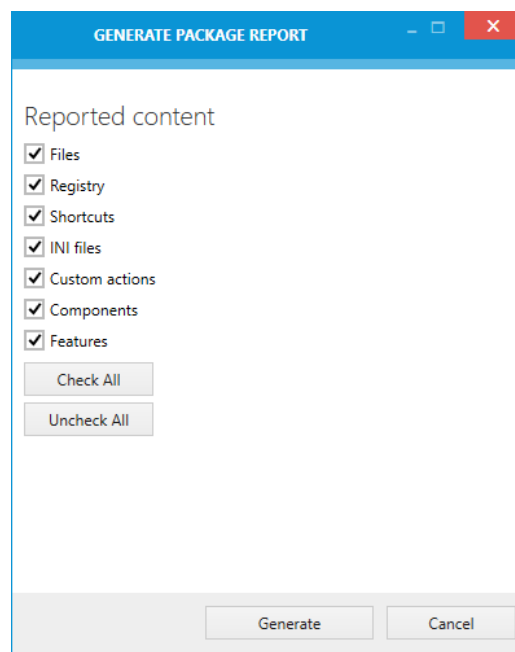 GENERATE PACKAGE REPORT
Reported content
Files
Registry
Shortcuts
INI files
Custom actions
Components
Features
Check All
Uncheck All
Generate Cancel